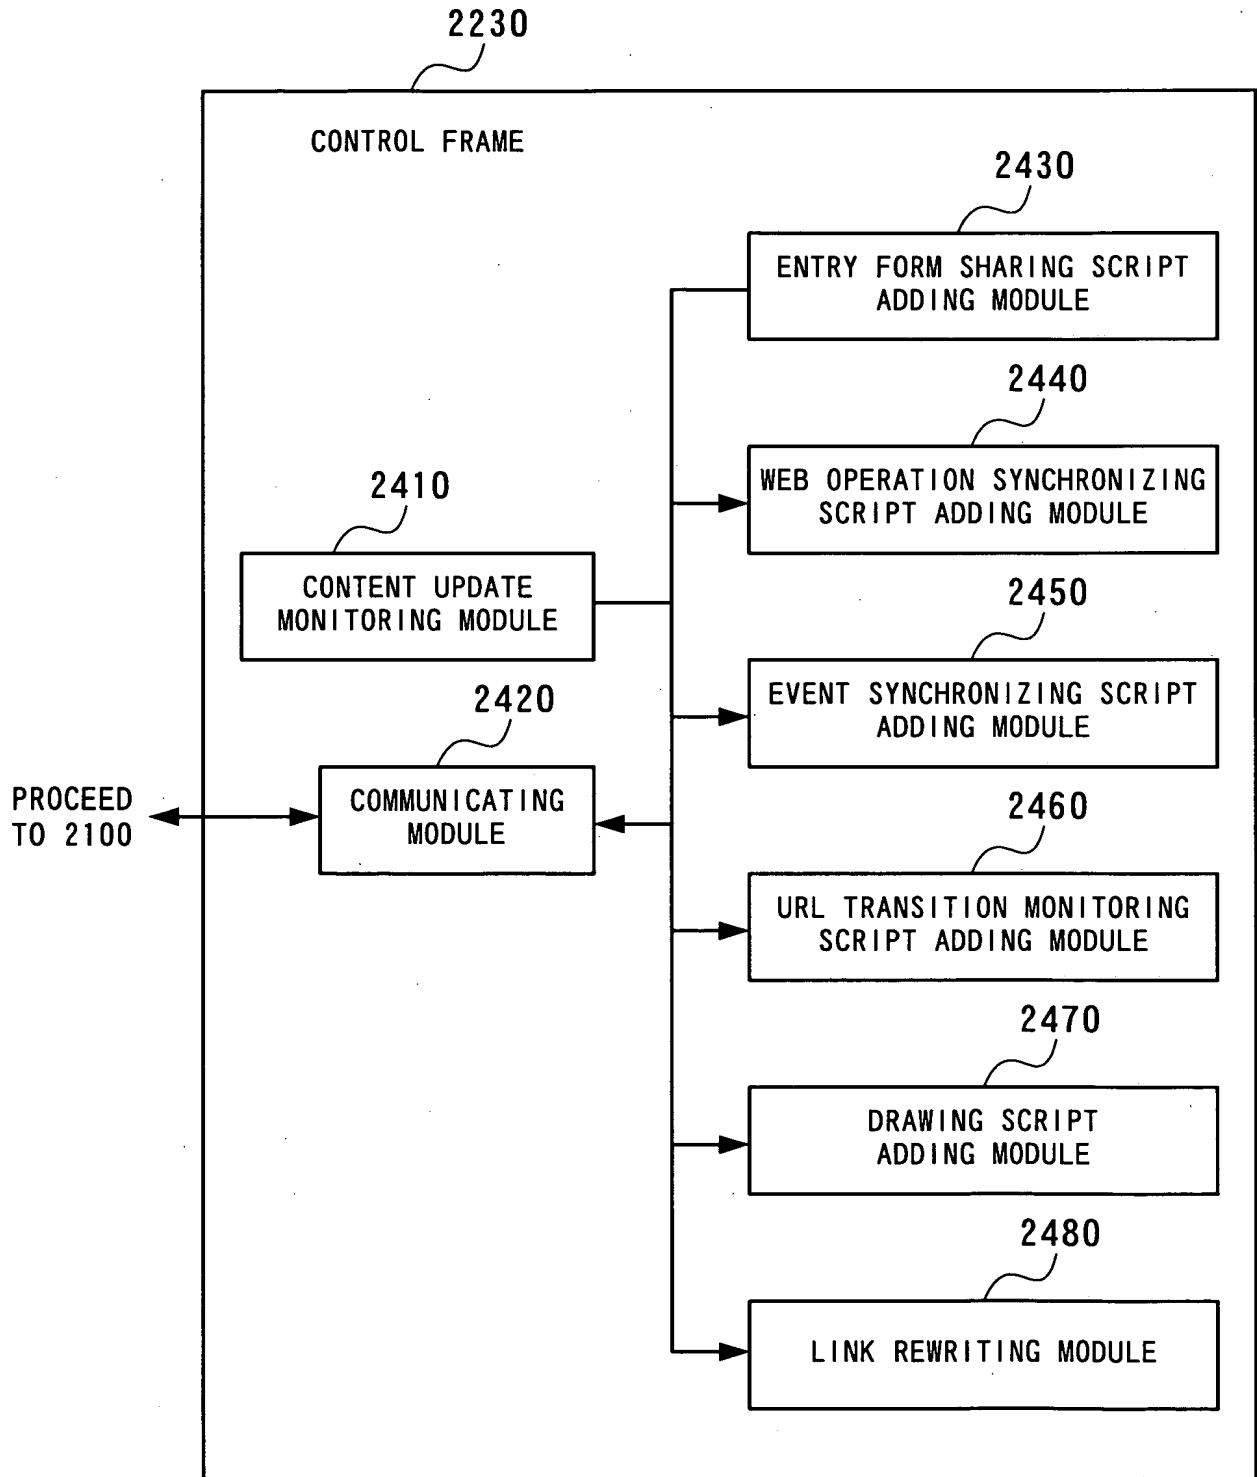 2230
CONTROL FRAME
2430
ENTRY FORM SHARING SCRIPT
ADDING MODULE
2440
WEB OPERATION SYNCHRONIZING
SCRIPT ADDING MODULE
2410
CONTENT UPDATE
MONITORING MODULE
2450
EVENT SYNCHRONIZING SCRIPT
ADDING MODULE
2420
COMMUNICATING
MODULE
PROCEED
TO 2100
2460
URL TRANSITION MONITORING
SCRIPT ADDING MODULE
2470
DRAWING SCRIPT
ADDING MODULE
2480
LINK REWRITING MODULE